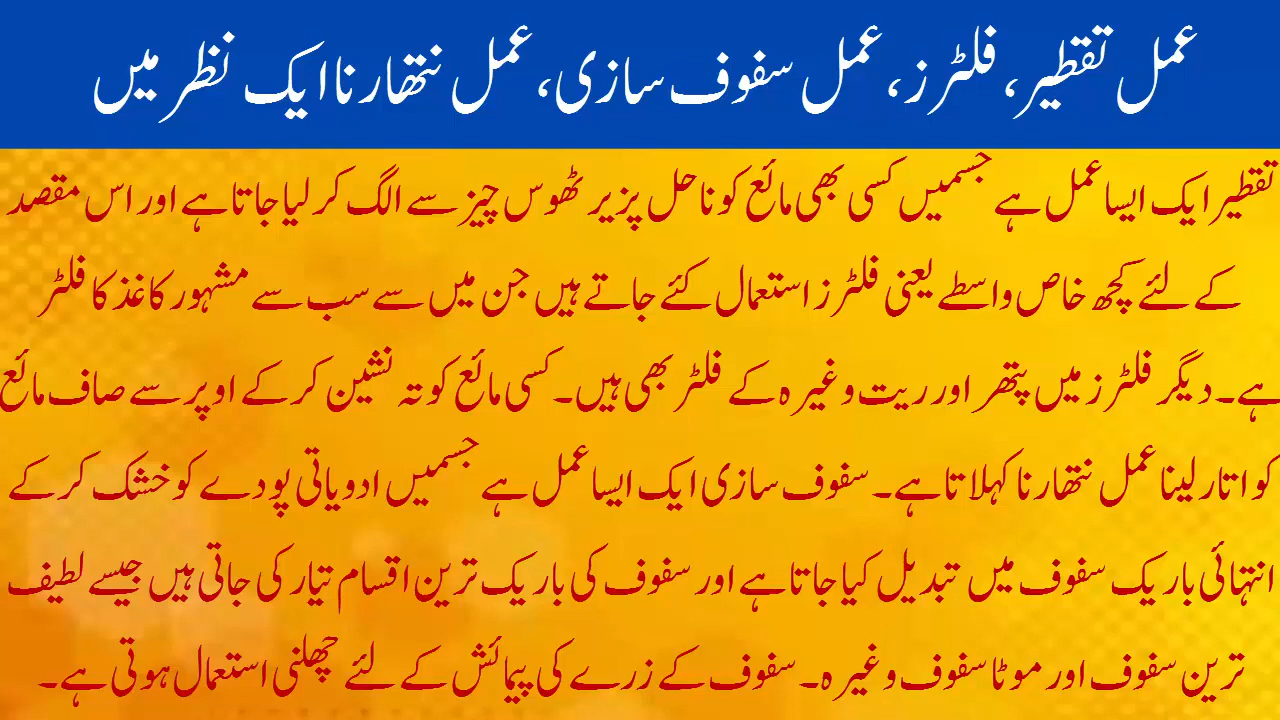 عمل تقطیر، فلٹرز، عمل سفوف سازی، عمل نتھارنا ایک نظر میں
تقطیر ایک ایسا عمل ہے جسمیں کسی بھی مائع کو ناحل پزیر ٹھوس چیز سے الگ کر لیا جاتا ہے اور اس مقصد
کے لئے کچھ خاص واسطے یعنی فلٹرز استعمال کئے جاتے ہیں جن میں سے سب سے مشہور کاغذ کا فلٹر
ہے۔ دیگر فلٹرز میں پتھر اور ریت وغیرہ کے فلٹر بھی ہیں۔ کسی مائع کو تہ نشین کر کے اوپر سے صاف مائع
کو اتار لینا عمل نتھارنا کہلاتا ہے۔ سفوف سازی ایک ایسا عمل ہے جسمیں ادویاتی پودے کو خشک کر کے
انتہائی باریک سفوف میں تبدیل کیا جاتا ہے اور سفوف کی باریک ترین اقسام تیار کی جاتی ہیں جیسے لطیف
ترین سفوف اور موٹا سفوف وغیرہ۔ سفوف کے زرے کی پیمائش کے لئے چھلنی استعمال ہوتی ہے۔